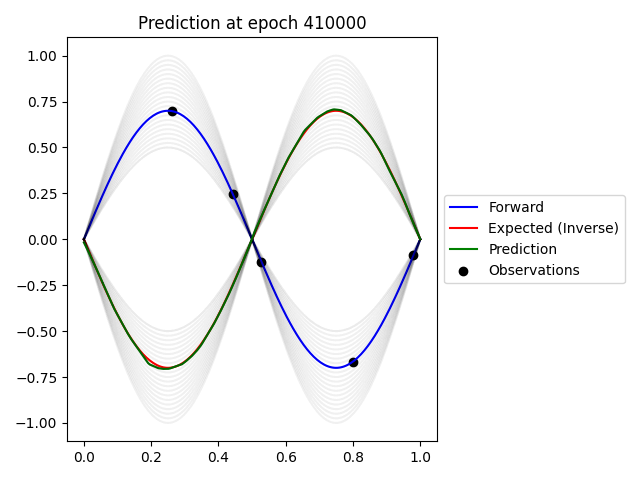 Prediction at epoch 410000
1.00
0.75
0.50
0.25
0.00
−0.25
−0.50
−0.75
−1.00
0.0 0.2 0.4 0.6 0.8 1.0
Forward
Expected (Inverse)
Prediction
Observations